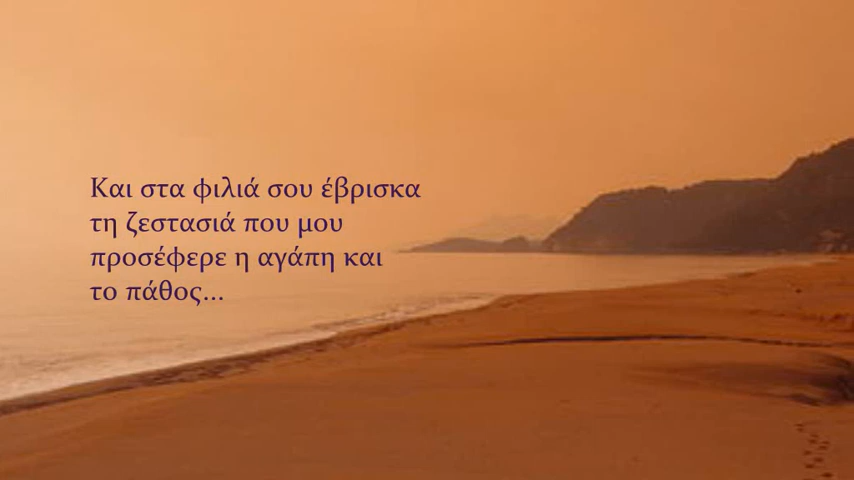 Και στα φιλιά σου έβρισκα
τη ζεστασιά που μου
προσέφερε η αγάπη και
το πάθος...